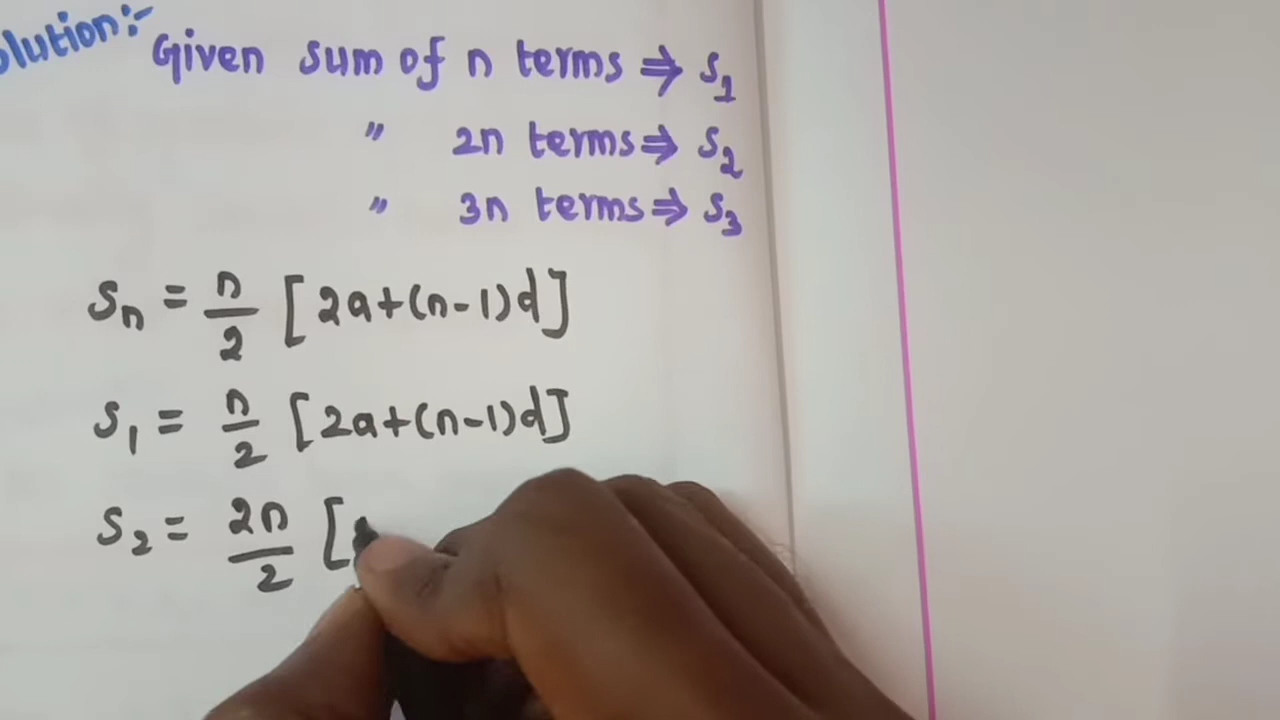 olution:-
Given sum of n terms ⇒ S₁
" 2n terms ⇒ S₂
" 3n terms ⇒ S₃
Sₙ = n/2 [2a+(n-1)d]
S₁ = n/2 [2a+(n-1)d]
S₂ = 2n/2 [